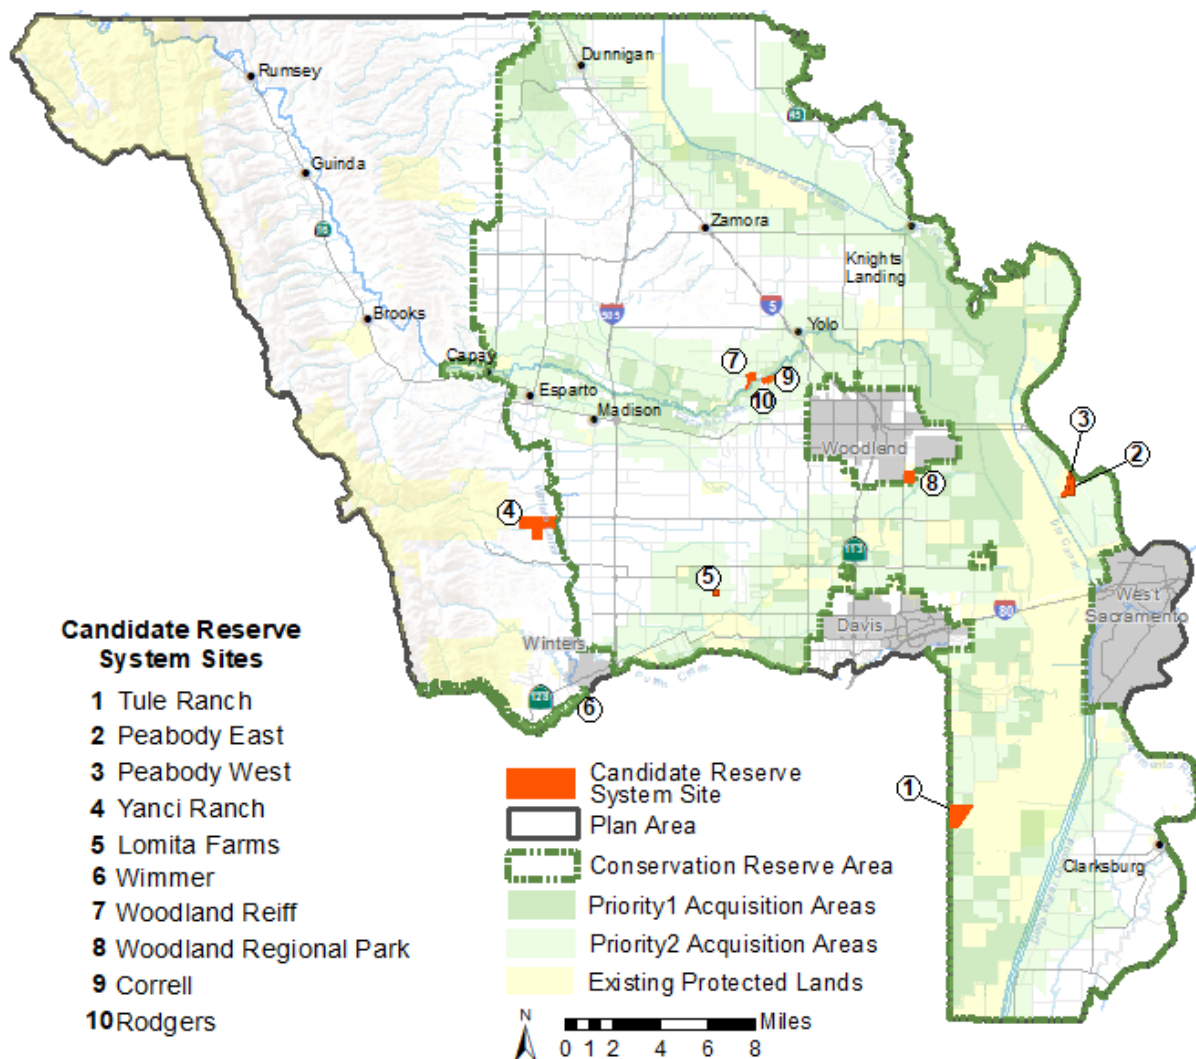 Dunnigan
Rumsey
45
Guinda
Zamora
16
Knights
Landing
Brooks
505
5
Yolo
Capay
7
9
Esparto
10
Madison
3
Woodland
2
8
4
113
5
West
Sacramento
80
Davis
Winters
Candidate Reserve
System Sites
1 Tule Ranch
2 Peabody East
3 Peabody West
4 Yanci Ranch
5 Lomita Farms
6 Wimmer
7 Woodland Reiff
8 Woodland Regional Park
9 Correll
10 Rodgers
128
6
Putah Creek
1
Clarksburg
Candidate Reserve
System Site
Plan Area
Conservation Reserve Area
Priority1 Acquisition Areas
Priority2 Acquisition Areas
Existing Protected Lands
N
Miles
0 1 2 4 6 8